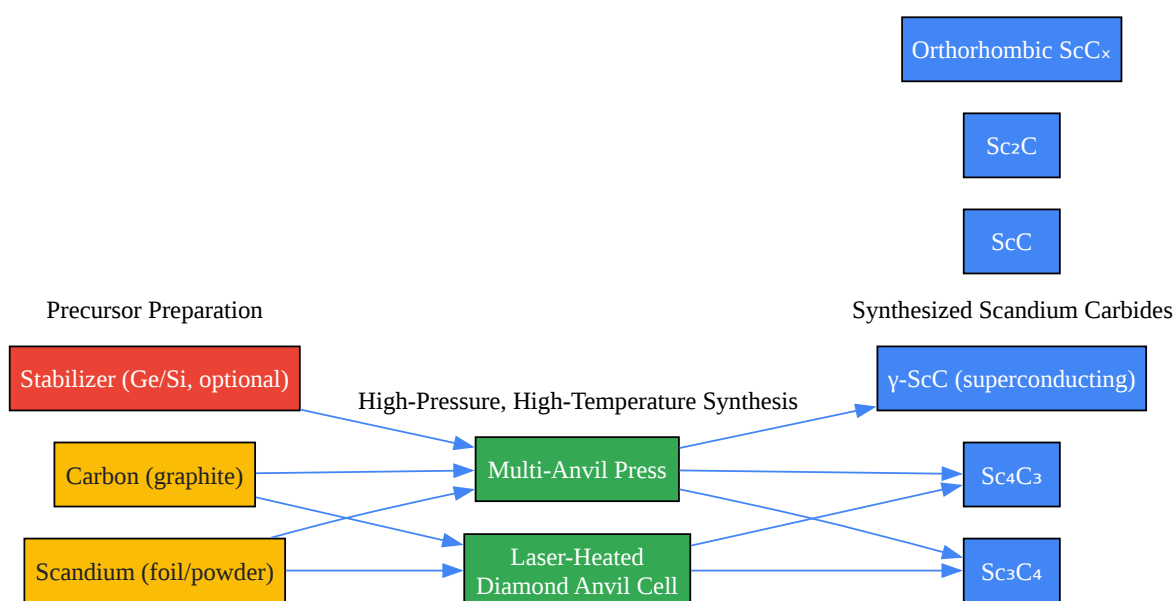 Orthorhombic ScCₓ
Sc₂C
ScC
Precursor Preparation
Synthesized Scandium Carbides
Stabilizer (Ge/Si, optional)
γ-ScC (superconducting)
High-Pressure, High-Temperature Synthesis
Carbon (graphite)
Multi-Anvil Press
Sc₄C₃
Scandium (foil/powder)
Laser-Heated
Diamond Anvil Cell
Sc₃C₄